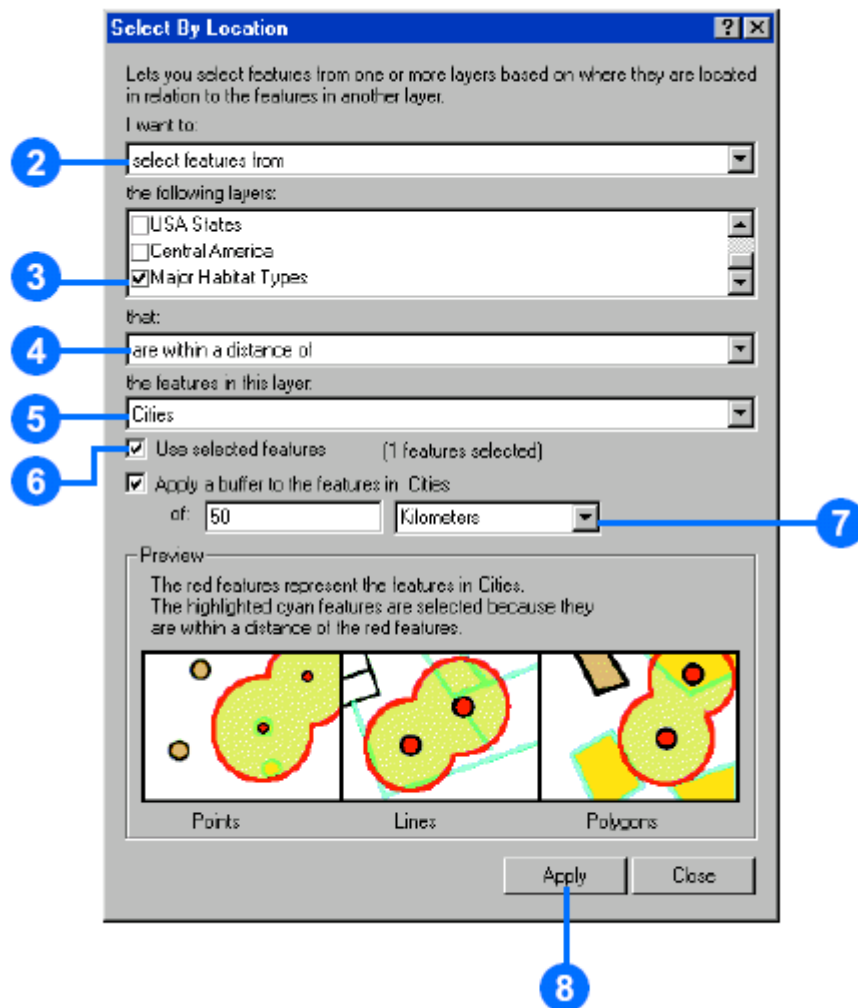 Select By Location
Lets you select features from one or more layers based on where they are located
in relation to the features in another layer.
I want to:
2
select features from
the following layers:
USA States
Central America
3
Major Habitat Types
that:
4
are within a distance of
the features in this layer:
5
Cities
6
Use selected features (1 features selected)
Apply a buffer to the features in Cities
of: 50 Kilometers
7
Preview
The red features represent the features in Cities.
The highlighted cyan features are selected because they
are within a distance of the red features.
Points Lines Polygons
Apply Close
8